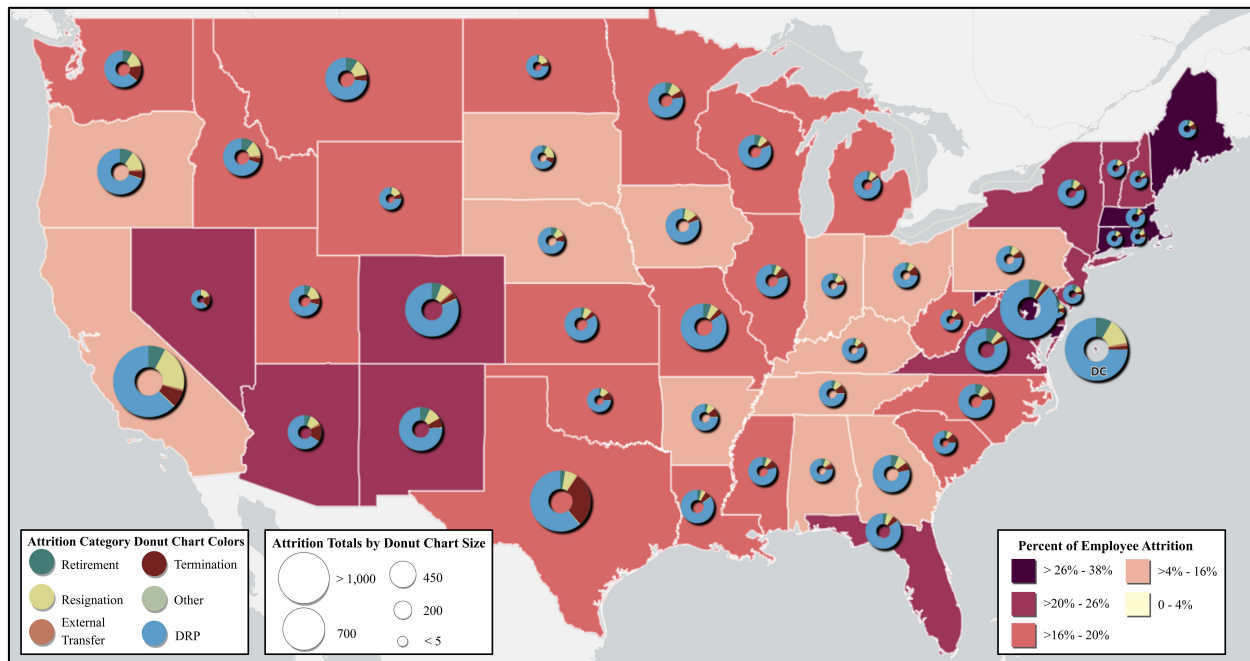 DC
Attrition Category Donut Chart Colors
Retirement
Termination
Resignation
Other
External
Transfer
DRP
Attrition Totals by Donut Chart Size
> 1,000
450
200
700
< 5
Percent of Employee Attrition
> 26% - 38%
>4% - 16%
>20% - 26%
0 - 4%
>16% - 20%